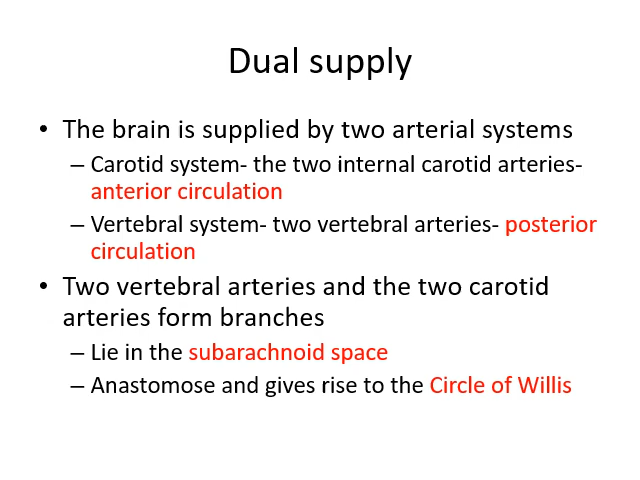 Dual supply
• The brain is supplied by two arterial systems
– Carotid system- the two internal carotid arteries-
anterior circulation
– Vertebral system- two vertebral arteries- posterior
circulation
• Two vertebral arteries and the two carotid
arteries form branches
– Lie in the subarachnoid space
– Anastomose and gives rise to the Circle of Willis